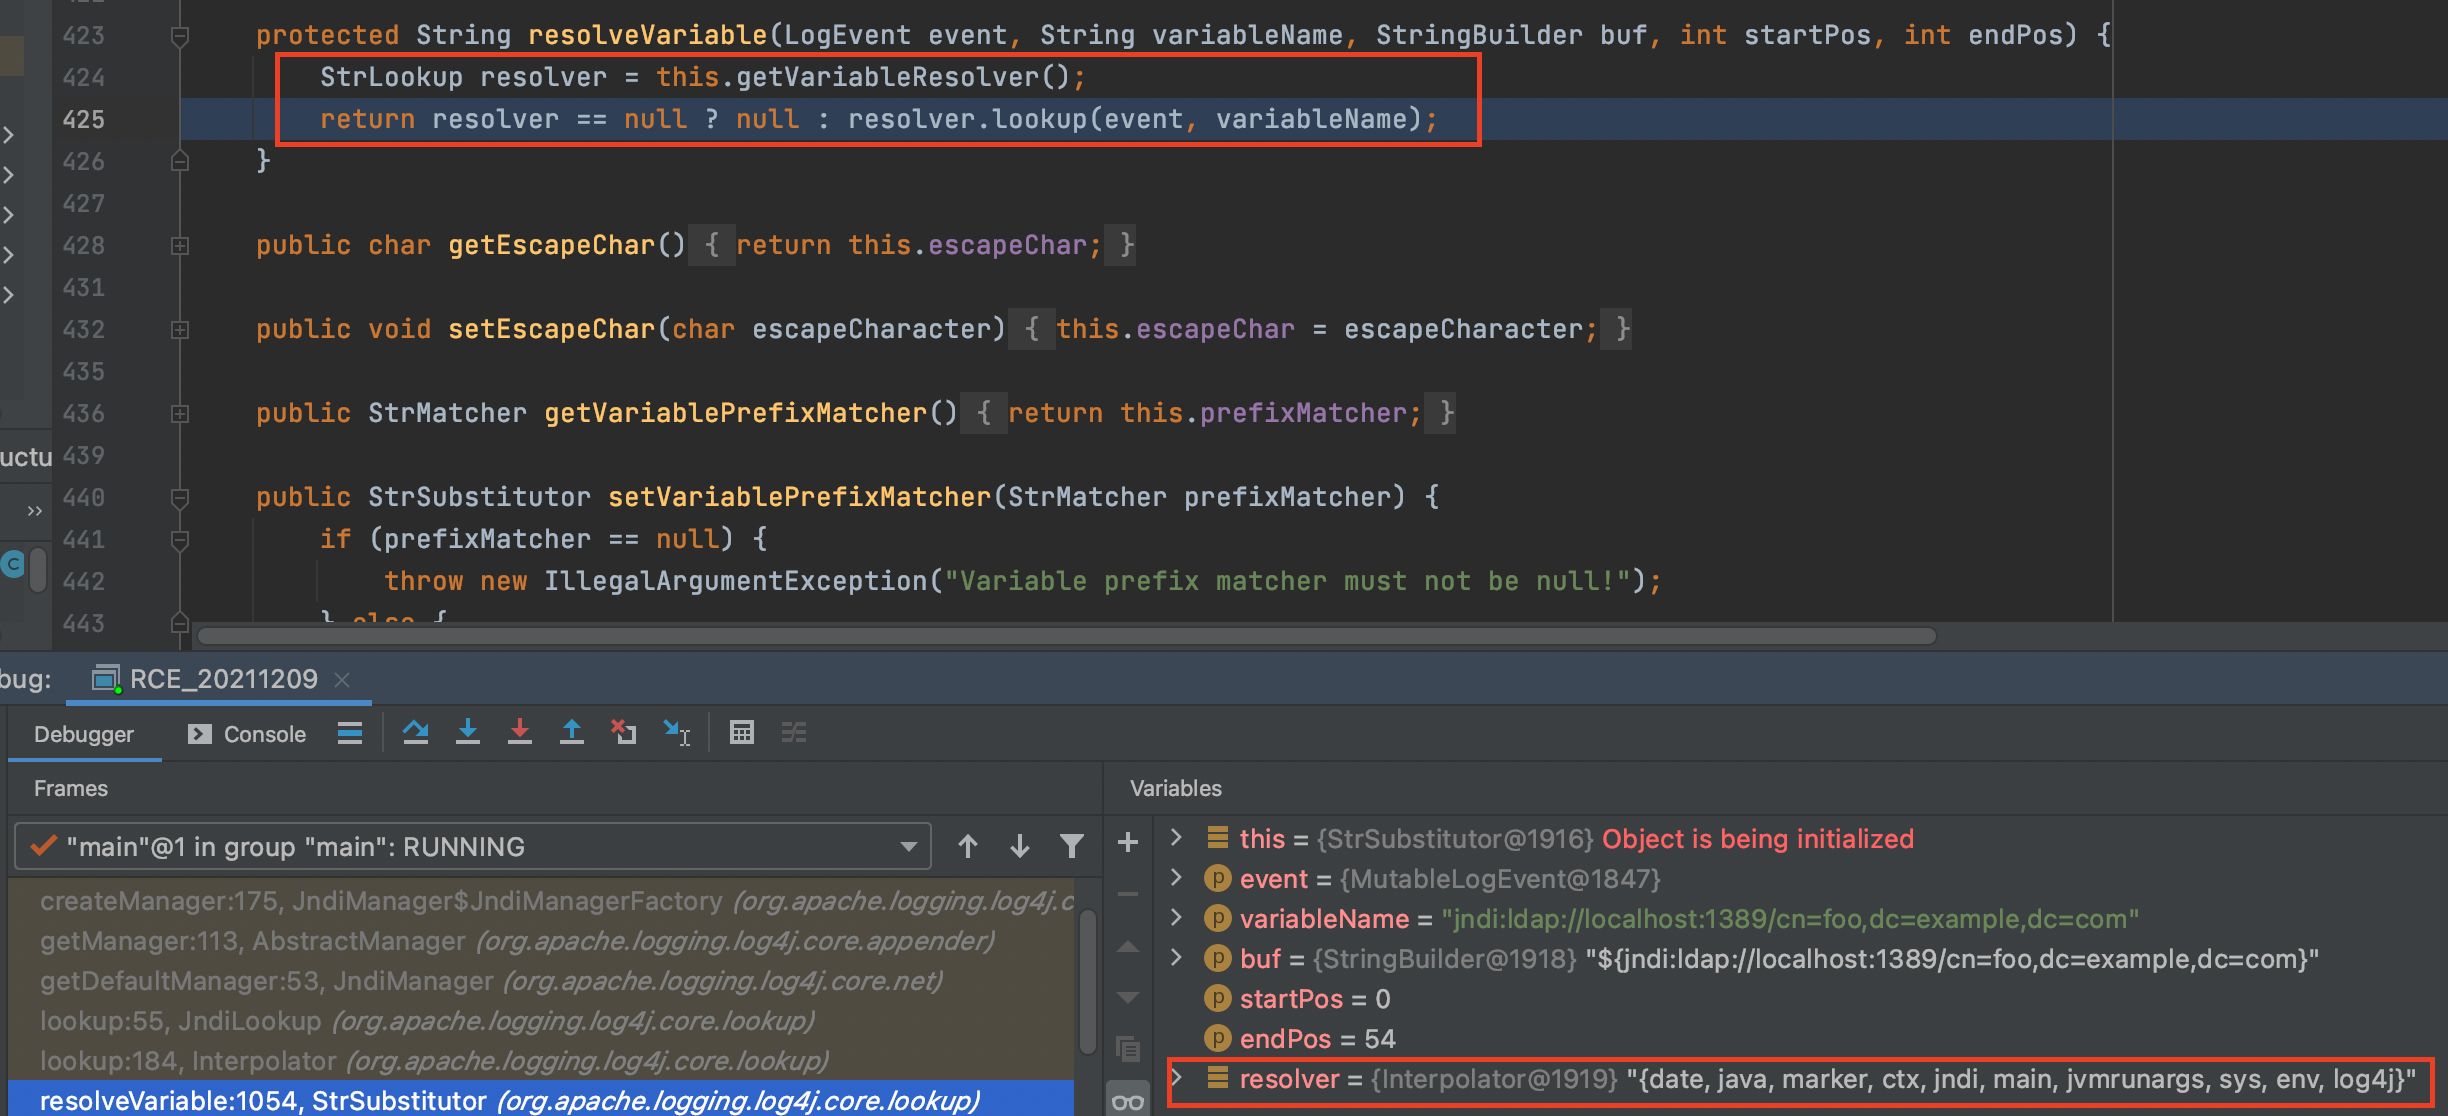 423 protected String resolveVariable(LogEvent event, String variableName, StringBuilder buf, int startPos, int endPos) {
424 StrLookup resolver = this.getVariableResolver();
425 return resolver == null ? null : resolver.lookup(event, variableName);
426 }
427
428 public char getEscapeChar() { return this.escapeChar; }
431
432 public void setEscapeChar(char escapeCharacter) { this.escapeChar = escapeCharacter; }
435
436 public StrMatcher getVariablePrefixMatcher() { return this.prefixMatcher; }
uctu 439
440 public StrSubstitutor setVariablePrefixMatcher(StrMatcher prefixMatcher) {
441 if (prefixMatcher == null) {
C
442 throw new IllegalArgumentException("Variable prefix matcher must not be null!");
443 } else {
bug: RCE_20211209
Debugger Console
Frames
Variables
"main"@1 in group "main": RUNNING
createManager:175, JndiManager$JndiManagerFactory (org.apache.logging.log4j.c
getManager:113, AbstractManager (org.apache.logging.log4j.core.appender)
getDefaultManager:53, JndiManager (org.apache.logging.log4j.core.net)
lookup:55, JndiLookup (org.apache.logging.log4j.core.lookup)
lookup:184, Interpolator (org.apache.logging.log4j.core.lookup)
resolveVariable:1054, StrSubstitutor (org.apache.logging.log4j.core.lookup)
this = {StrSubstitutor@1916} Object is being initialized
p event = {MutableLogEvent@1847}
p variableName = "jndi:ldap://localhost:1389/cn=foo,dc=example,dc=com"
p buf = {StringBuilder@1918} "${jndi:ldap://localhost:1389/cn=foo,dc=example,dc=com}"
p startPos = 0
p endPos = 54
resolver = {Interpolator@1919} "{date, java, marker, ctx, jndi, main, jvmrunargs, sys, env, log4j}"